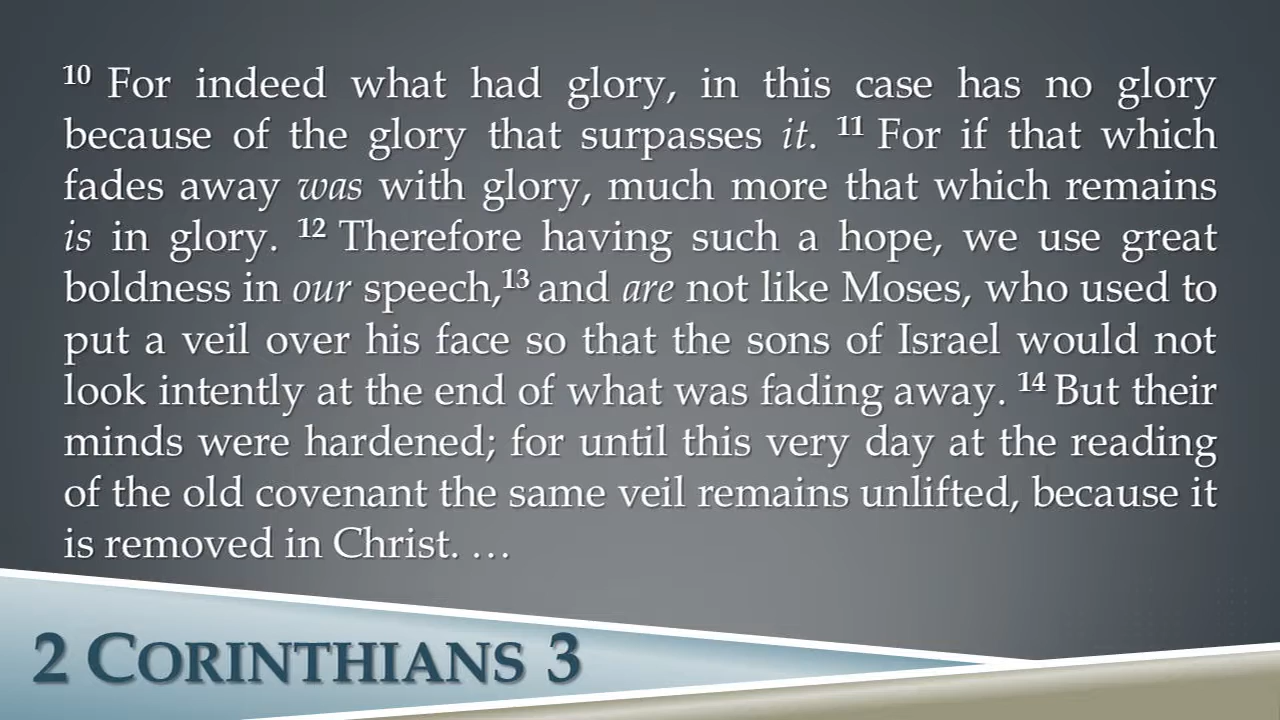 10 For indeed what had glory, in this case has no glory
because of the glory that surpasses it. 11 For if that which
fades away was with glory, much more that which remains
is in glory. 12 Therefore having such a hope, we use great
boldness in our speech,13 and are not like Moses, who used to
put a veil over his face so that the sons of Israel would not
look intently at the end of what was fading away. 14 But their
minds were hardened; for until this very day at the reading
of the old covenant the same veil remains unlifted, because it
is removed in Christ. …
2 CORINTHIANS 3